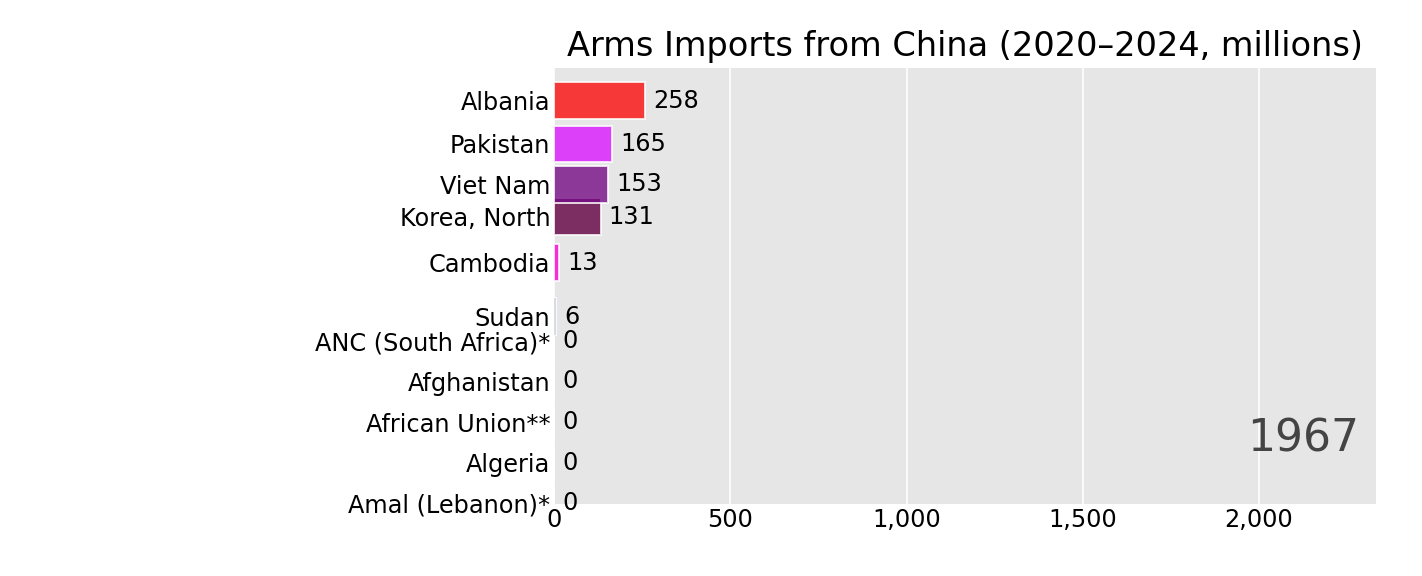 Arms Imports from China (2020–2024, millions)
Albania 258
Pakistan 165
Viet Nam 153
Korea, North 131
Cambodia 13
Sudan 6
ANC (South Africa)* 0
Afghanistan 0
African Union** 0
Algeria 0
Amal (Lebanon)* 0
1967
0 500 1,000 1,500 2,000